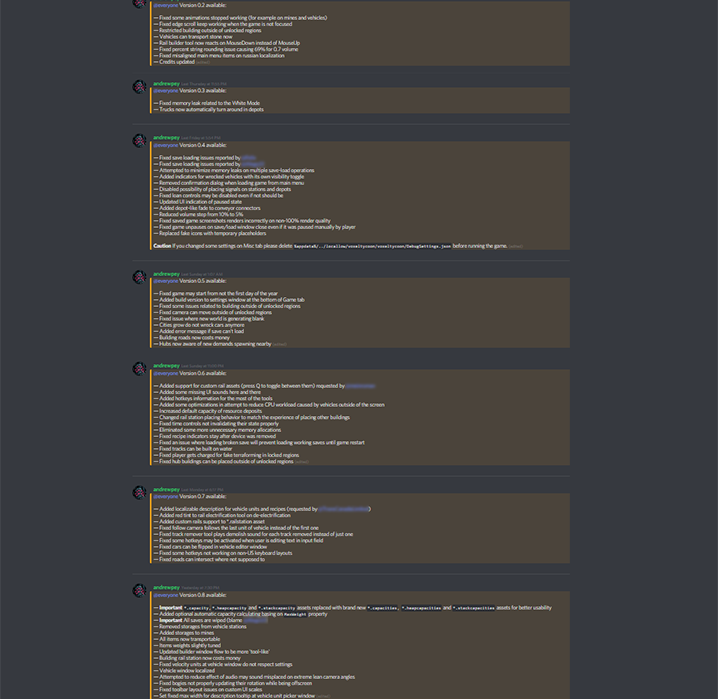 @everyone Version 0.2 available:
— Fixed some animations stopped working (for example on mines and vehicles)
— Fixed edge scroll keep working when the game is not focused
— Restricted building outside of unlocked regions
— Vehicles can transport stone now
— Rail builder tool now reacts on MouseDown instead of MouseUp
— Fixed percent string rounding issue causing 69% for 0.7 volume
— Fixed misaligned main menu items on russian localization
— Credits updated (edited)
andrewpey
@everyone Version 0.3 available:
— Fixed memory leak related to the White Mode
— Trucks now automatically turn around in depots
andrewpey
@everyone Version 0.4 available:
— Fixed save loading issues reported by
— Fixed save loading issues reported by
— Attempted to minimize memory leaks on multiple save-load operations
— Added indicators for wrecked vehicles with its own visibility toggle
— Removed confirmation dialog when loading game from main menu
— Disabled possibility of placing signals on stations and depots
— Fixed loan controls may be disabled even if not should be
— Updated UI indication of paused state
— Added depot-like fade to conveyor connectors
— Reduced volume step from 10% to 5%
— Fixed saved game screenshots renders incorrectly on non-100% render quality
— Fixed game unpauses on save/load window close even if it was paused manually by player
— Replaced fake icons with temporary placeholders
Caution If you changed some settings on Misc tab please delete %appdata%/../locallow/voxeltycoon/voxeltycoon/DebugSettings.json before running the game. (edited)
andrewpey
@everyone Version 0.5 available:
— Fixed game may start from not the first day of the year
— Added build version to settings window at the bottom of Game tab
— Fixed some issues related to building outside of unlocked regions
— Fixed camera can move outside of unlocked regions
— Fixed issue where new world is generating blank
— Cities grow do not wreck cars anymore
— Added error message if save can't load
— Building roads now costs money
— Hubs now aware of new demands spawning nearby (edited)
andrewpey
@everyone Version 0.6 available:
— Added support for custom rail assets (press Q to toggle between them) requested by
— Added some missing UI sounds here and there
— Added hotkeys information for the most of the tools
— Added some optimizations in attempt to reduce CPU workload caused by vehicles outside of the screen
— Increased default capacity of resource deposits
— Changed rail station placing behavior to match the experience of placing other buildings
— Fixed time controls not invalidating their state properly
— Eliminated some more unnecessary memory allocations
— Fixed recipe indicators stay after device was removed
— Fixed an issue where loading broken save will prevent loading working saves until game restart
— Fixed tracks can be built on water
— Fixed player gets charged for fake terraforming in locked regions
— Fixed hub buildings can be placed outside of unlocked regions (edited)
andrewpey
@everyone Version 0.7 available:
— Added localizable description for vehicle units and recipes (requested by )
— Added red tint to rail electrification tool on de-electrification
— Added custom rails support to *.railstation asset
— Fixed follow camera follows the last unit of vehicle instead of the first one
— Fixed track remover tool plays demolish sound for each track removed instead of just one
— Fixed some hotkeys may be activated when user is editing text in input field
— Fixed cars can be flipped in vehicle editor window
— Fixed some hotkeys not working on non-US keyboard layouts
— Fixed roads can intersect where not supposed to
andrewpey
@everyone Version 0.8 available:
— Important *.capacity, *.heapcapacity and *.stackcapacity assets replaced with brand new *.capacities, *.heapcapacities and *.stackcapacities assets for better usability
— Added optional automatic capacity calculating basing on MaxWeight property
— Important All saves are wiped (blame
— Removed storages from vehicle stations
— Added storages to mines
— All items now transportable
— Items weights slightly tuned
— Updated builder window flow to be more 'tool-like'
— Building rail station now costs money
— Fixed velocity units at vehicle window do not respect settings
— Vehicle window localized
— Attempted to reduce effect of audio may sound misplaced on extreme lean camera angles
— Fixed bogies not properly updating their rotation while being offscreen
— Fixed toolbar layout issues on custom UI scales
— Set fixed max width for description tooltip at vehicle unit picker window